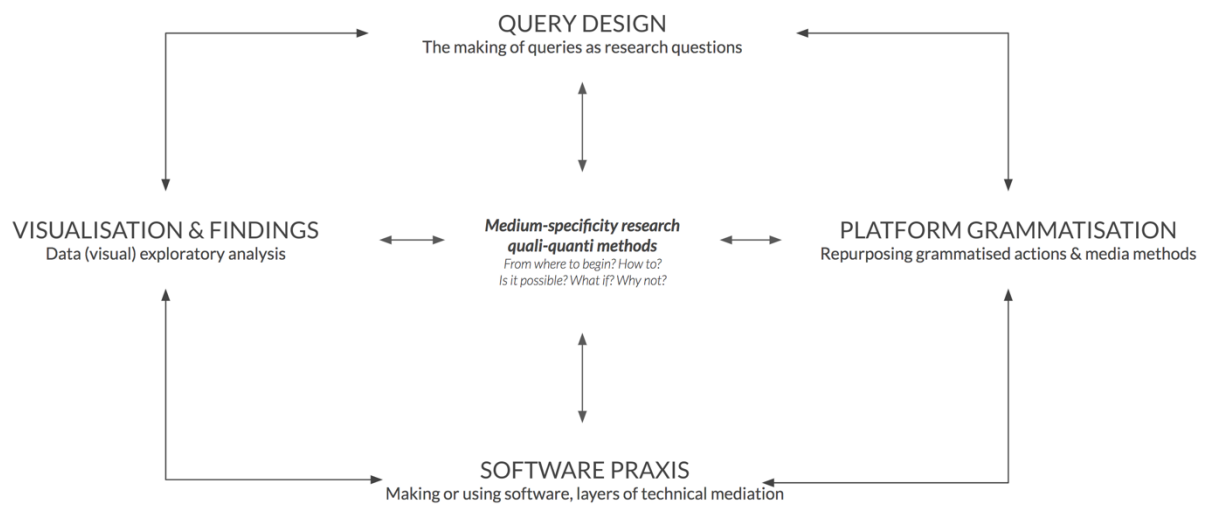 QUERY DESIGN
The making of queries as research questions
VISUALISATION & FINDINGS
Data (visual) exploratory analysis
Medium-specificity research
quali-quanti methods
From where to begin? How to?
Is it possible? What if? Why not?
PLATFORM GRAMMATISATION
Repurposing grammatised actions & media methods
SOFTWARE PRAXIS
Making or using software, layers of technical mediation